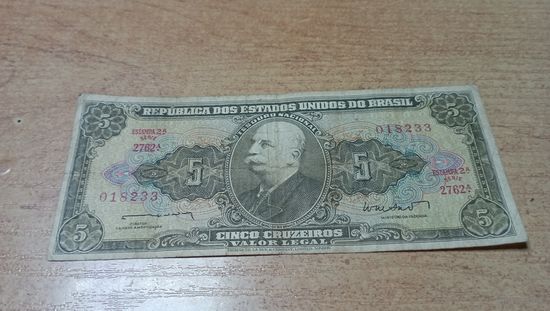 REPÚBLICA DOS ESTADOS UNIDOS DO BRASIL
5
5
TESOURO NACIONAL
ESTAMPA 2ª
SÉRIE
2762ª
018233
018233
5
5
ESTAMPA 2ª
SÉRIE
2762ª
CINCO CRUZEIROS
VALOR LEGAL
5
5